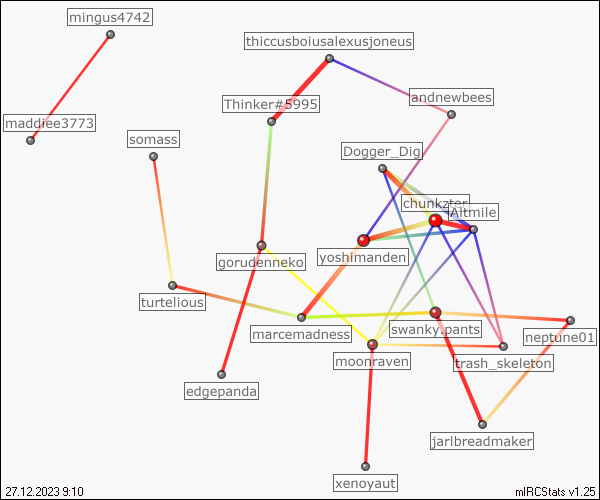 mingus4742
thiccusboiusalexusjoneus
andnewbees
Thinker#5995
maddiee3773
somass
Dogger_Dig
chunkzter
Altmile
yoshimanden
gorudenneko
turtelious
marcemadness
swanky.pants
neptune01
moonraven
trash_skeleton
edgepanda
jarlbreadmaker
xenoyaut
27.12.2023 9:10
mIRCStats v1.25